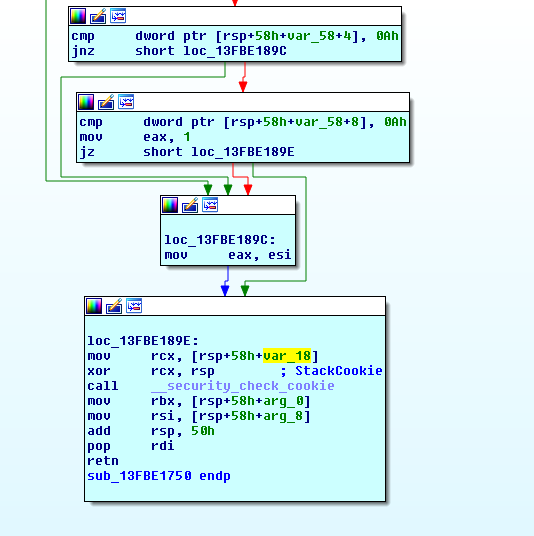 cmp dword ptr [rsp+58h+var_58+4], 0Ah
jnz short loc_13FBE189C
cmp dword ptr [rsp+58h+var_58+8], 0Ah
mov eax, 1
jz short loc_13FBE189E
loc_13FBE189C:
mov eax, esi
loc_13FBE189E:
mov rcx, [rsp+58h+var_18]
xor rcx, rsp ; StackCookie
call __security_check_cookie
mov rbx, [rsp+58h+arg_0]
mov rsi, [rsp+58h+arg_8]
add rsp, 50h
pop rdi
retn
sub_13FBE1750 endp